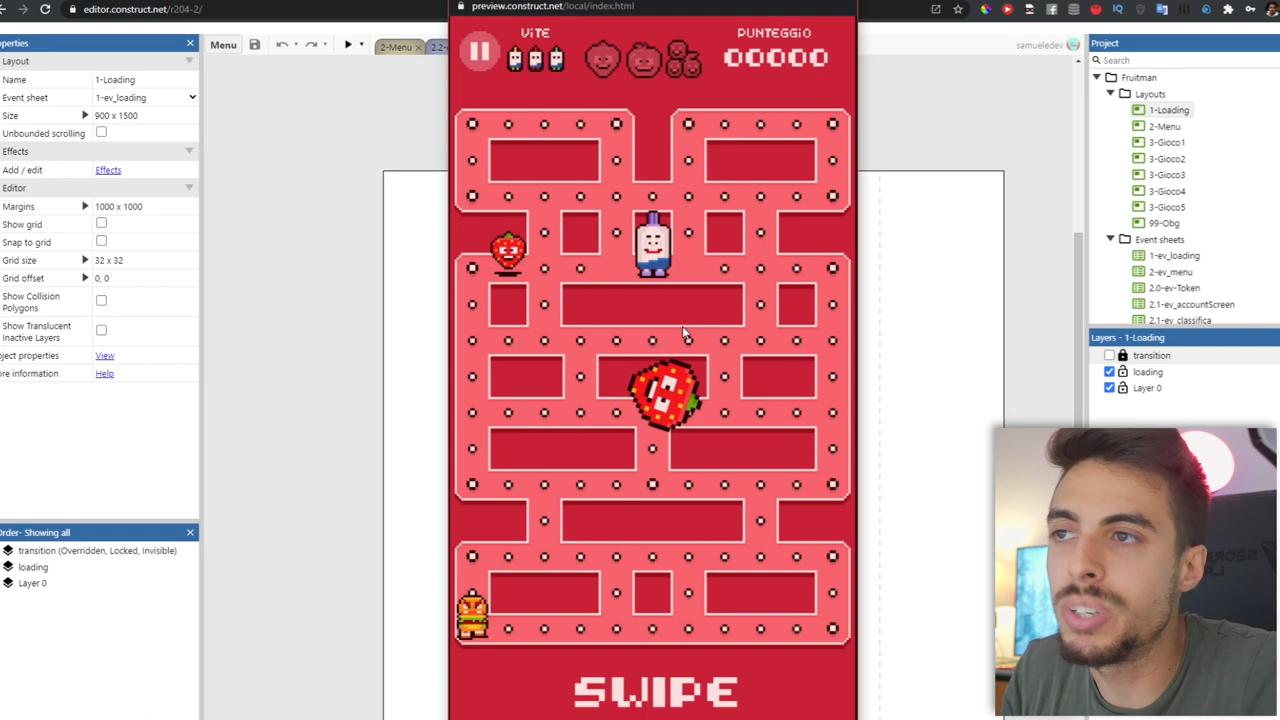 editor.construct.net/r204-2/
preview.construct.net/local/index.html
roperties
Layout
Name 1-Loading
Event sheet 1-ev_loading
Size 900 x 1500
Unbounded scrolling
Effects
Add / edit Effects
Editor
Margins 1000 x 1000
Show grid
Snap to grid
Grid size 32 x 32
Grid offset 0, 0
Show Collision
Polygons
Show Translucent
Inactive Layers
oject properties View
ore information Help
Order- Showing all
transition (Overridden, Locked, Invisible)
loading
Layer 0
Menu
2-Menu
2.2-
ViTE
PUNTEGGiO
00000
SWIPE
samueledev
Project
Search
Fruitman
Layouts
1-Loading
2-Menu
3-Gioco1
3-Gioco2
3-Gioco3
3-Gioco4
3-Gioco5
99-Obg
Event sheets
1-ev_loading
2-ev_menu
2.0-ev-Token
2.1-ev_accountScreen
2.1-ev_classifica
Layers - 1-Loading
transition
loading
Layer 0